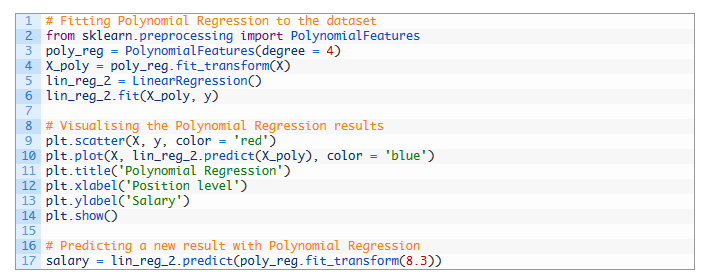 1 # Fitting Polynomial Regression to the dataset
2 from sklearn.preprocessing import PolynomialFeatures
3 poly_reg = PolynomialFeatures(degree = 4)
4 X_poly = poly_reg.fit_transform(X)
5 lin_reg_2 = LinearRegression()
6 lin_reg_2.fit(X_poly, y)
7
8 # Visualising the Polynomial Regression results
9 plt.scatter(X, y, color = 'red')
10 plt.plot(X, lin_reg_2.predict(X_poly), color = 'blue')
11 plt.title('Polynomial Regression')
12 plt.xlabel('Position level')
13 plt.ylabel('Salary')
14 plt.show()
15
16 # Predicting a new result with Polynomial Regression
17 salary = lin_reg_2.predict(poly_reg.fit_transform(8.3))